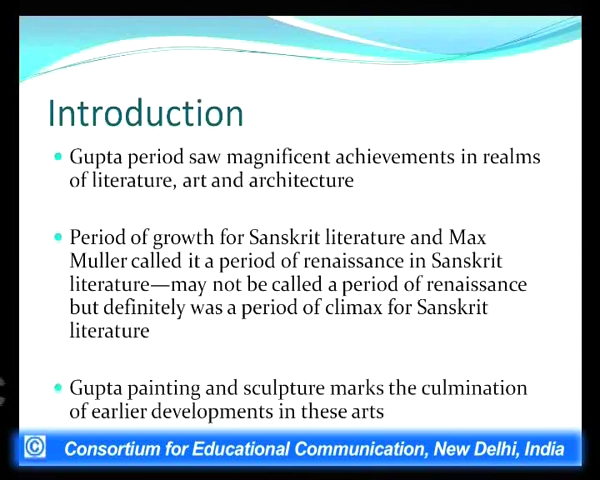 Introduction
• Gupta period saw magnificent achievements in realms
of literature, art and architecture
• Period of growth for Sanskrit literature and Max
Muller called it a period of renaissance in Sanskrit
literature—may not be called a period of renaissance
but definitely was a period of climax for Sanskrit
literature
• Gupta painting and sculpture marks the culmination
of earlier developments in these arts
© Consortium for Educational Communication, New Delhi, India